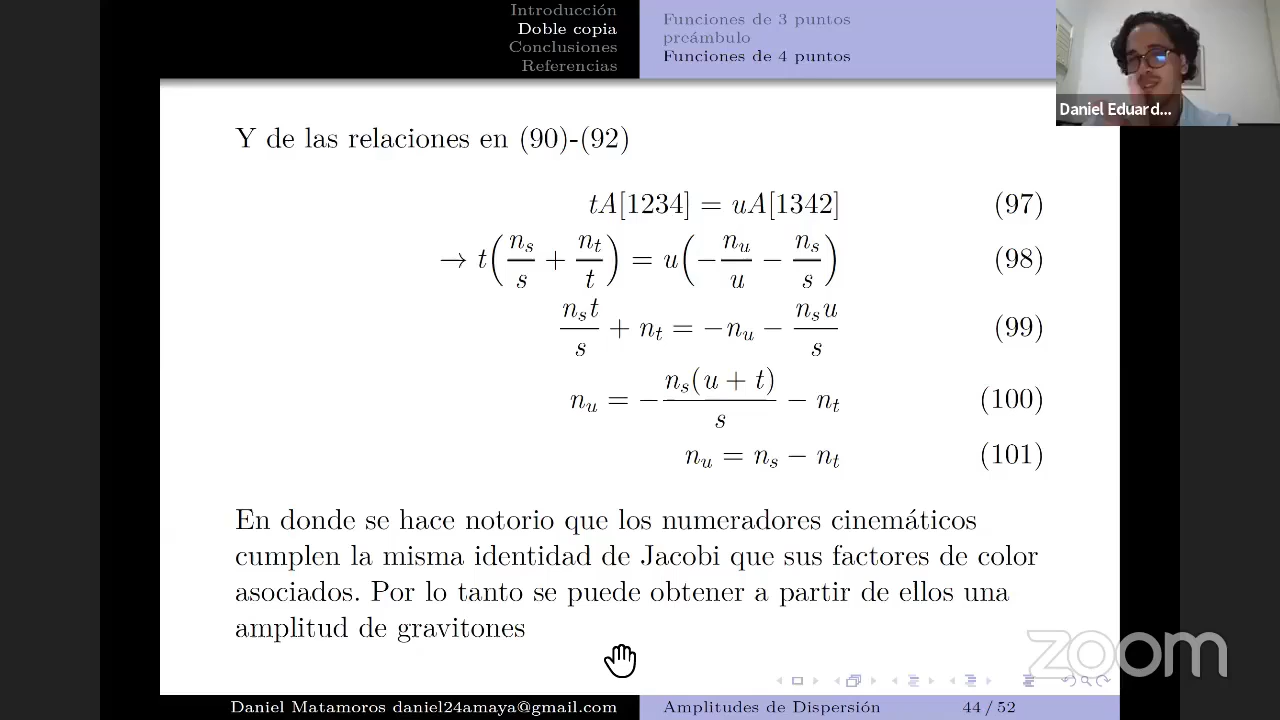 Introducción
Doble copia
Conclusiones
Referencias
Funciones de 3 puntos
preámbulo
Funciones de 4 puntos
Daniel Eduard...
Y de las relaciones en (90)-(92)
tA[1234] = uA[1342] (97)
→ t(n_s/s + n_t/t) = u(−n_u/u − n_s/s) (98)
n_s t/s + n_t = −n_u − n_s u/s (99)
n_u = −n_s(u + t)/s − n_t (100)
n_u = n_s − n_t (101)
En donde se hace notorio que los numeradores cinemáticos
cumplen la misma identidad de Jacobi que sus factores de color
asociados. Por lo tanto se puede obtener a partir de ellos una
amplitud de gravitones
zoom
Daniel Matamoros daniel24amaya@gmail.com
Amplitudes de Dispersión
44 / 52